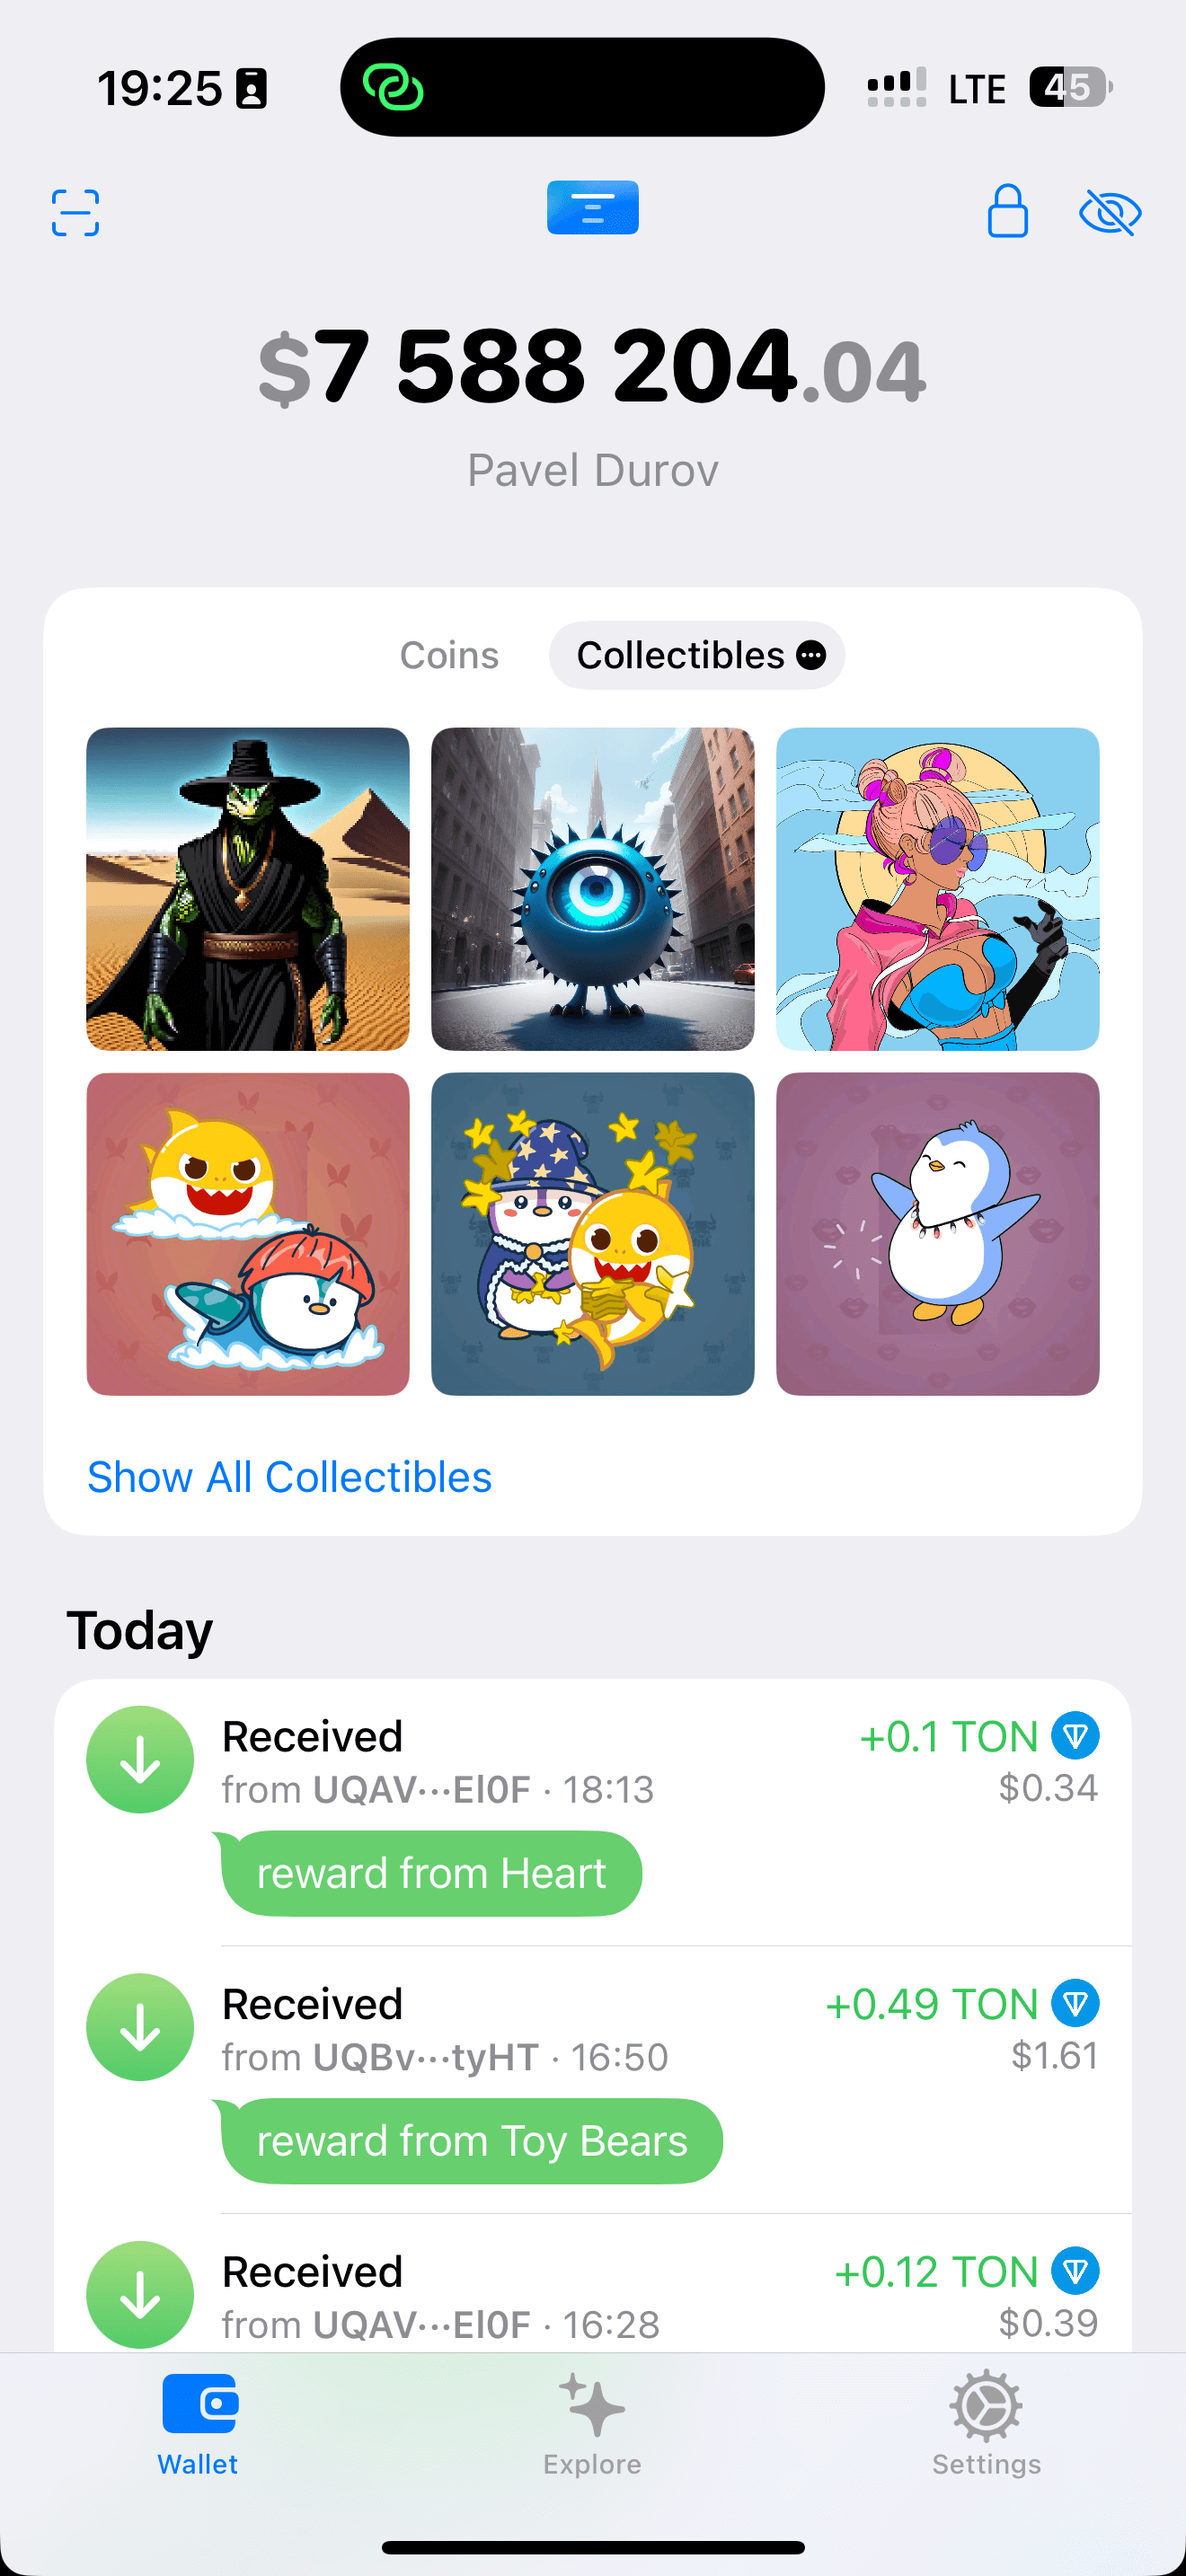 19:25
LTE
45
$7 588 204.04
Pavel Durov
Coins
Collectibles
Show All Collectibles
Today
Received
+0.1 TON
from UQAV···El0F · 18:13
$0.34
reward from Heart
Received
+0.49 TON
from UQBv···tyHT · 16:50
$1.61
reward from Toy Bears
Received
+0.12 TON
from UQAV···El0F · 16:28
$0.39
Wallet
Explore
Settings